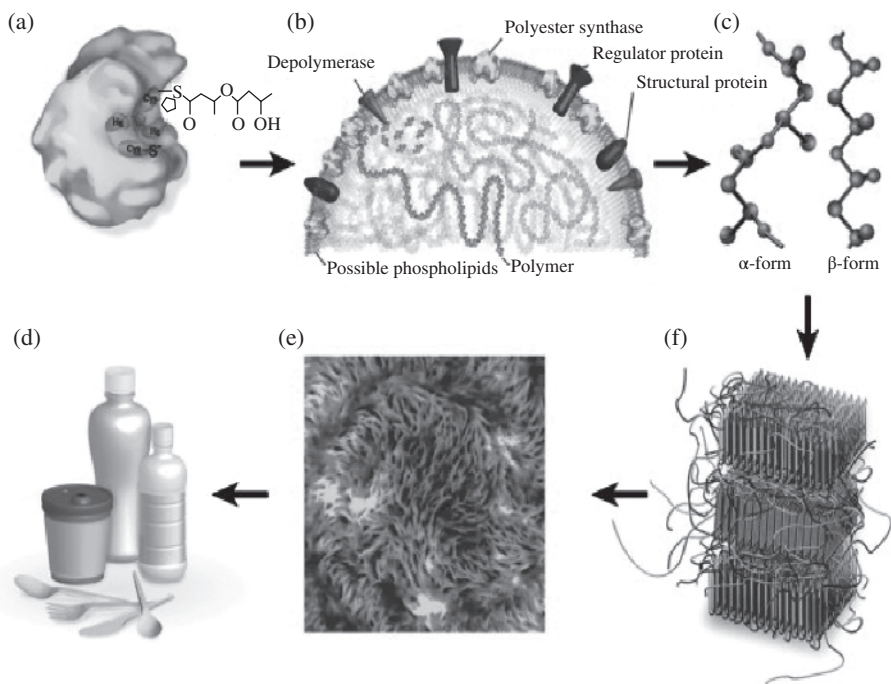 (a)
(b)
(c)
Polyester synthase
Depolymerase
Regulator protein
Structural protein
S
O
O
O
OH
Possible phospholipids
Polymer
α-form
β-form
(d)
(e)
(f)